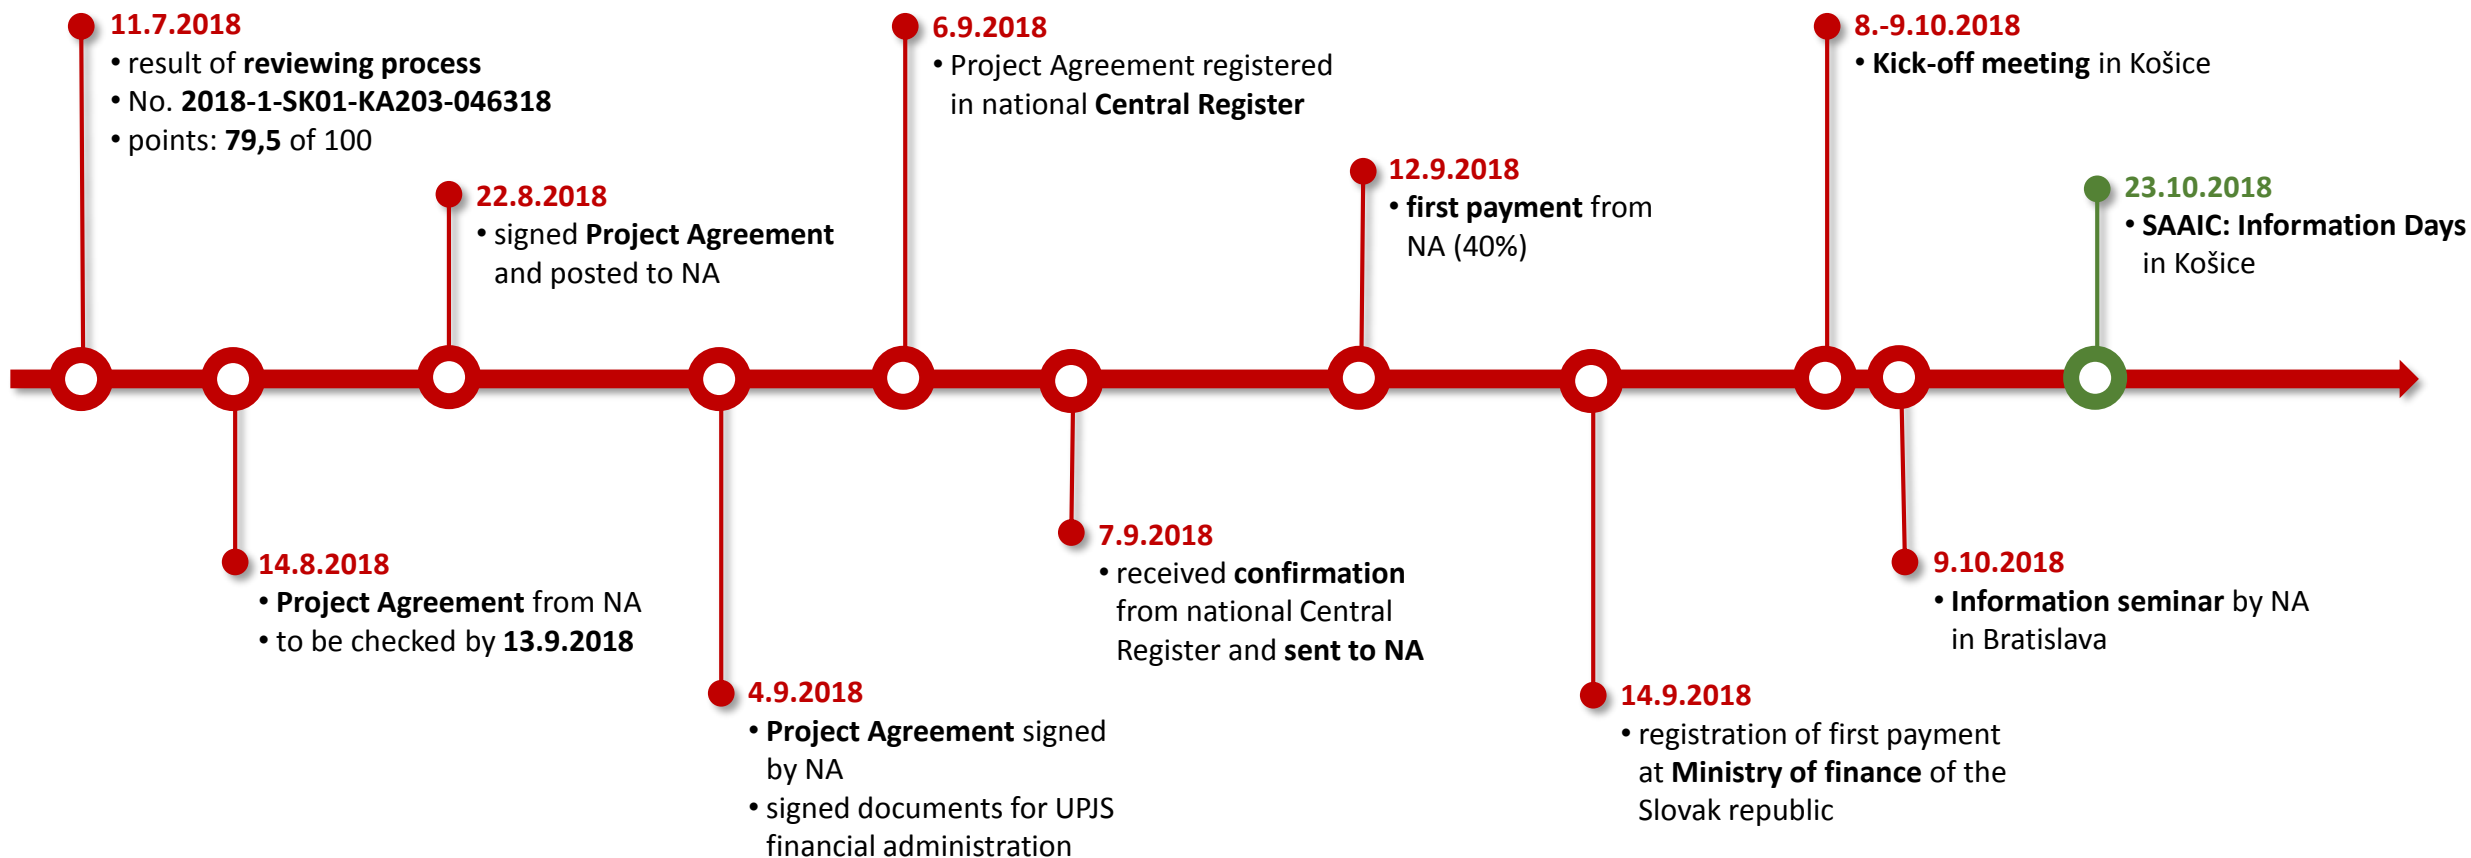 11.7.2018
• result of reviewing process
• No. 2018-1-SK01-KA203-046318
• points: 79,5 of 100
14.8.2018
• Project Agreement from NA
• to be checked by 13.9.2018
22.8.2018
• signed Project Agreement
and posted to NA
4.9.2018
• Project Agreement signed
by NA
• signed documents for UPJS
financial administration
6.9.2018
• Project Agreement registered
in national Central Register
7.9.2018
• received confirmation
from national Central
Register and sent to NA
12.9.2018
• first payment from
NA (40%)
14.9.2018
• registration of first payment
at Ministry of finance of the
Slovak republic
8.-9.10.2018
• Kick-off meeting in Košice
9.10.2018
• Information seminar by NA
in Bratislava
23.10.2018
• SAAIC: Information Days
in Košice